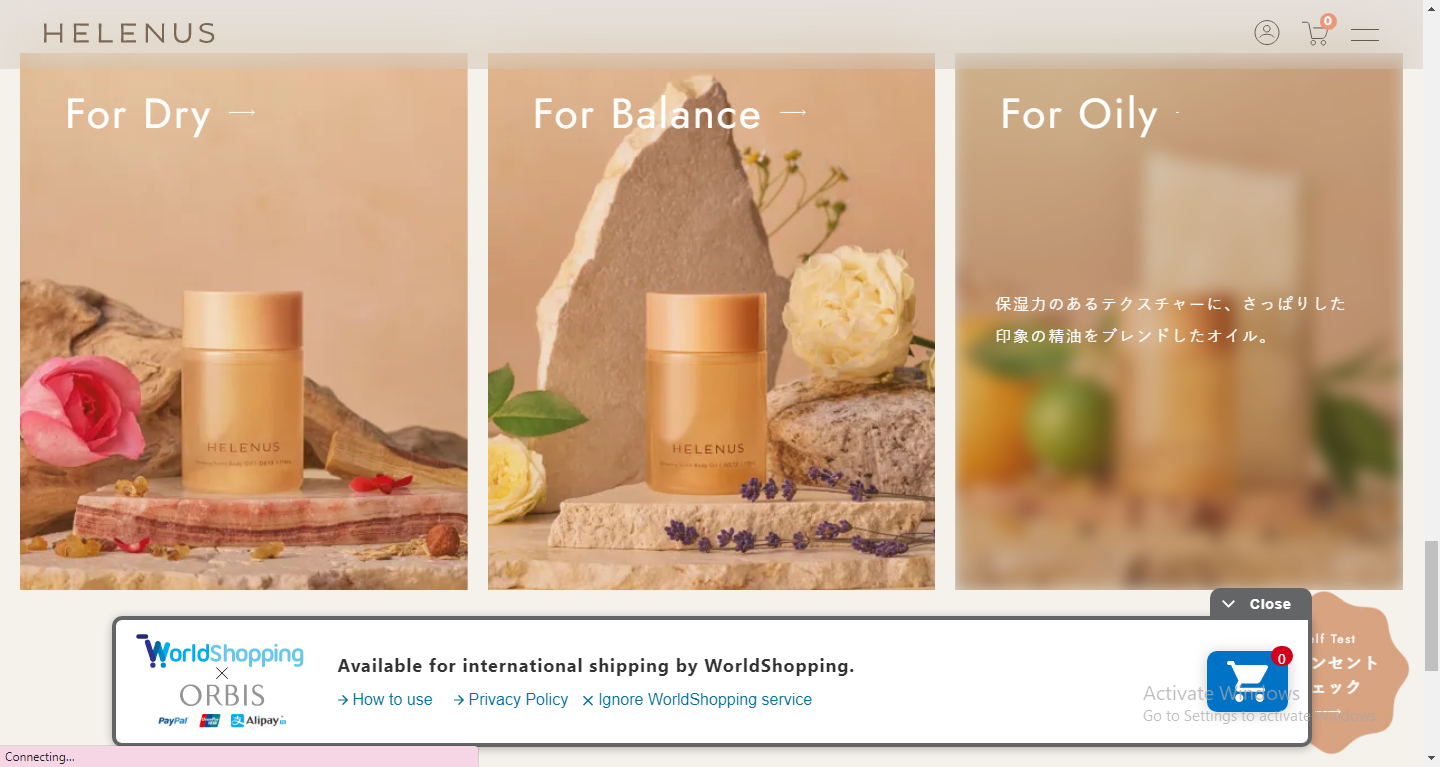 HELENUS
0
For Dry
For Balance
For Oily
保湿力のあるテクスチャーに、さっぱりした
印象の精油をブレンドしたオイル。
HELENUS
HELENUS
Close
WorldShopping
ORBIS
PayPal
Alipay
Available for international shipping by WorldShopping.
How to use
Privacy Policy
Ignore WorldShopping service
0
elf Test
ンセント
ェック
Activate Windows
Go to Settings to activate Windows.
Connecting...